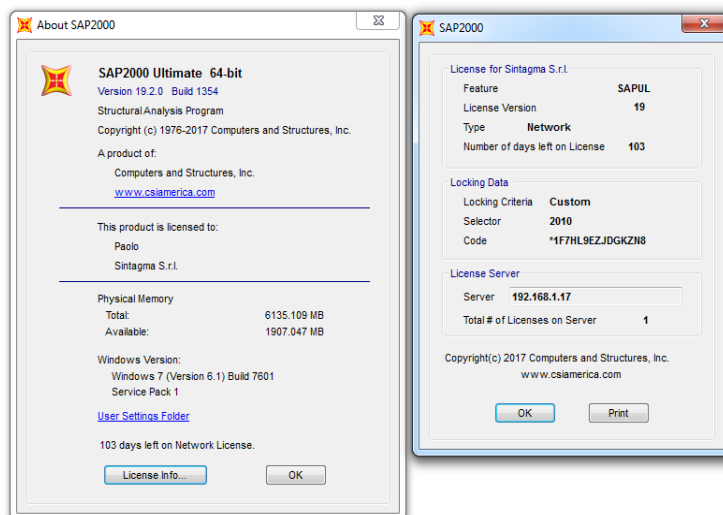 About SAP2000
SAP2000 Ultimate 64-bit
Version 19.2.0 Build 1354
Structural Analysis Program
Copyright (c) 1976-2017 Computers and Structures, Inc.
A product of:
Computers and Structures, Inc.
www.csiamerica.com
This product is licensed to:
Paolo
Sintagma S.r.l.
Physical Memory
Total: 6135.109 MB
Available: 1907.047 MB
Windows Version:
Windows 7 (Version 6.1) Build 7601
Service Pack 1
User Settings Folder
103 days left on Network License.
License Info... OK
SAP2000
License for Sintagma S.r.l.
Feature SAPUL
License Version 19
Type Network
Number of days left on License 103
Locking Data
Locking Criteria Custom
Selector 2010
Code *1F7HL9EZJDGKZN8
License Server
Server 192.168.1.17
Total # of Licenses on Server 1
Copyright(c) 2017 Computers and Structures, Inc.
www.csiamerica.com
OK Print